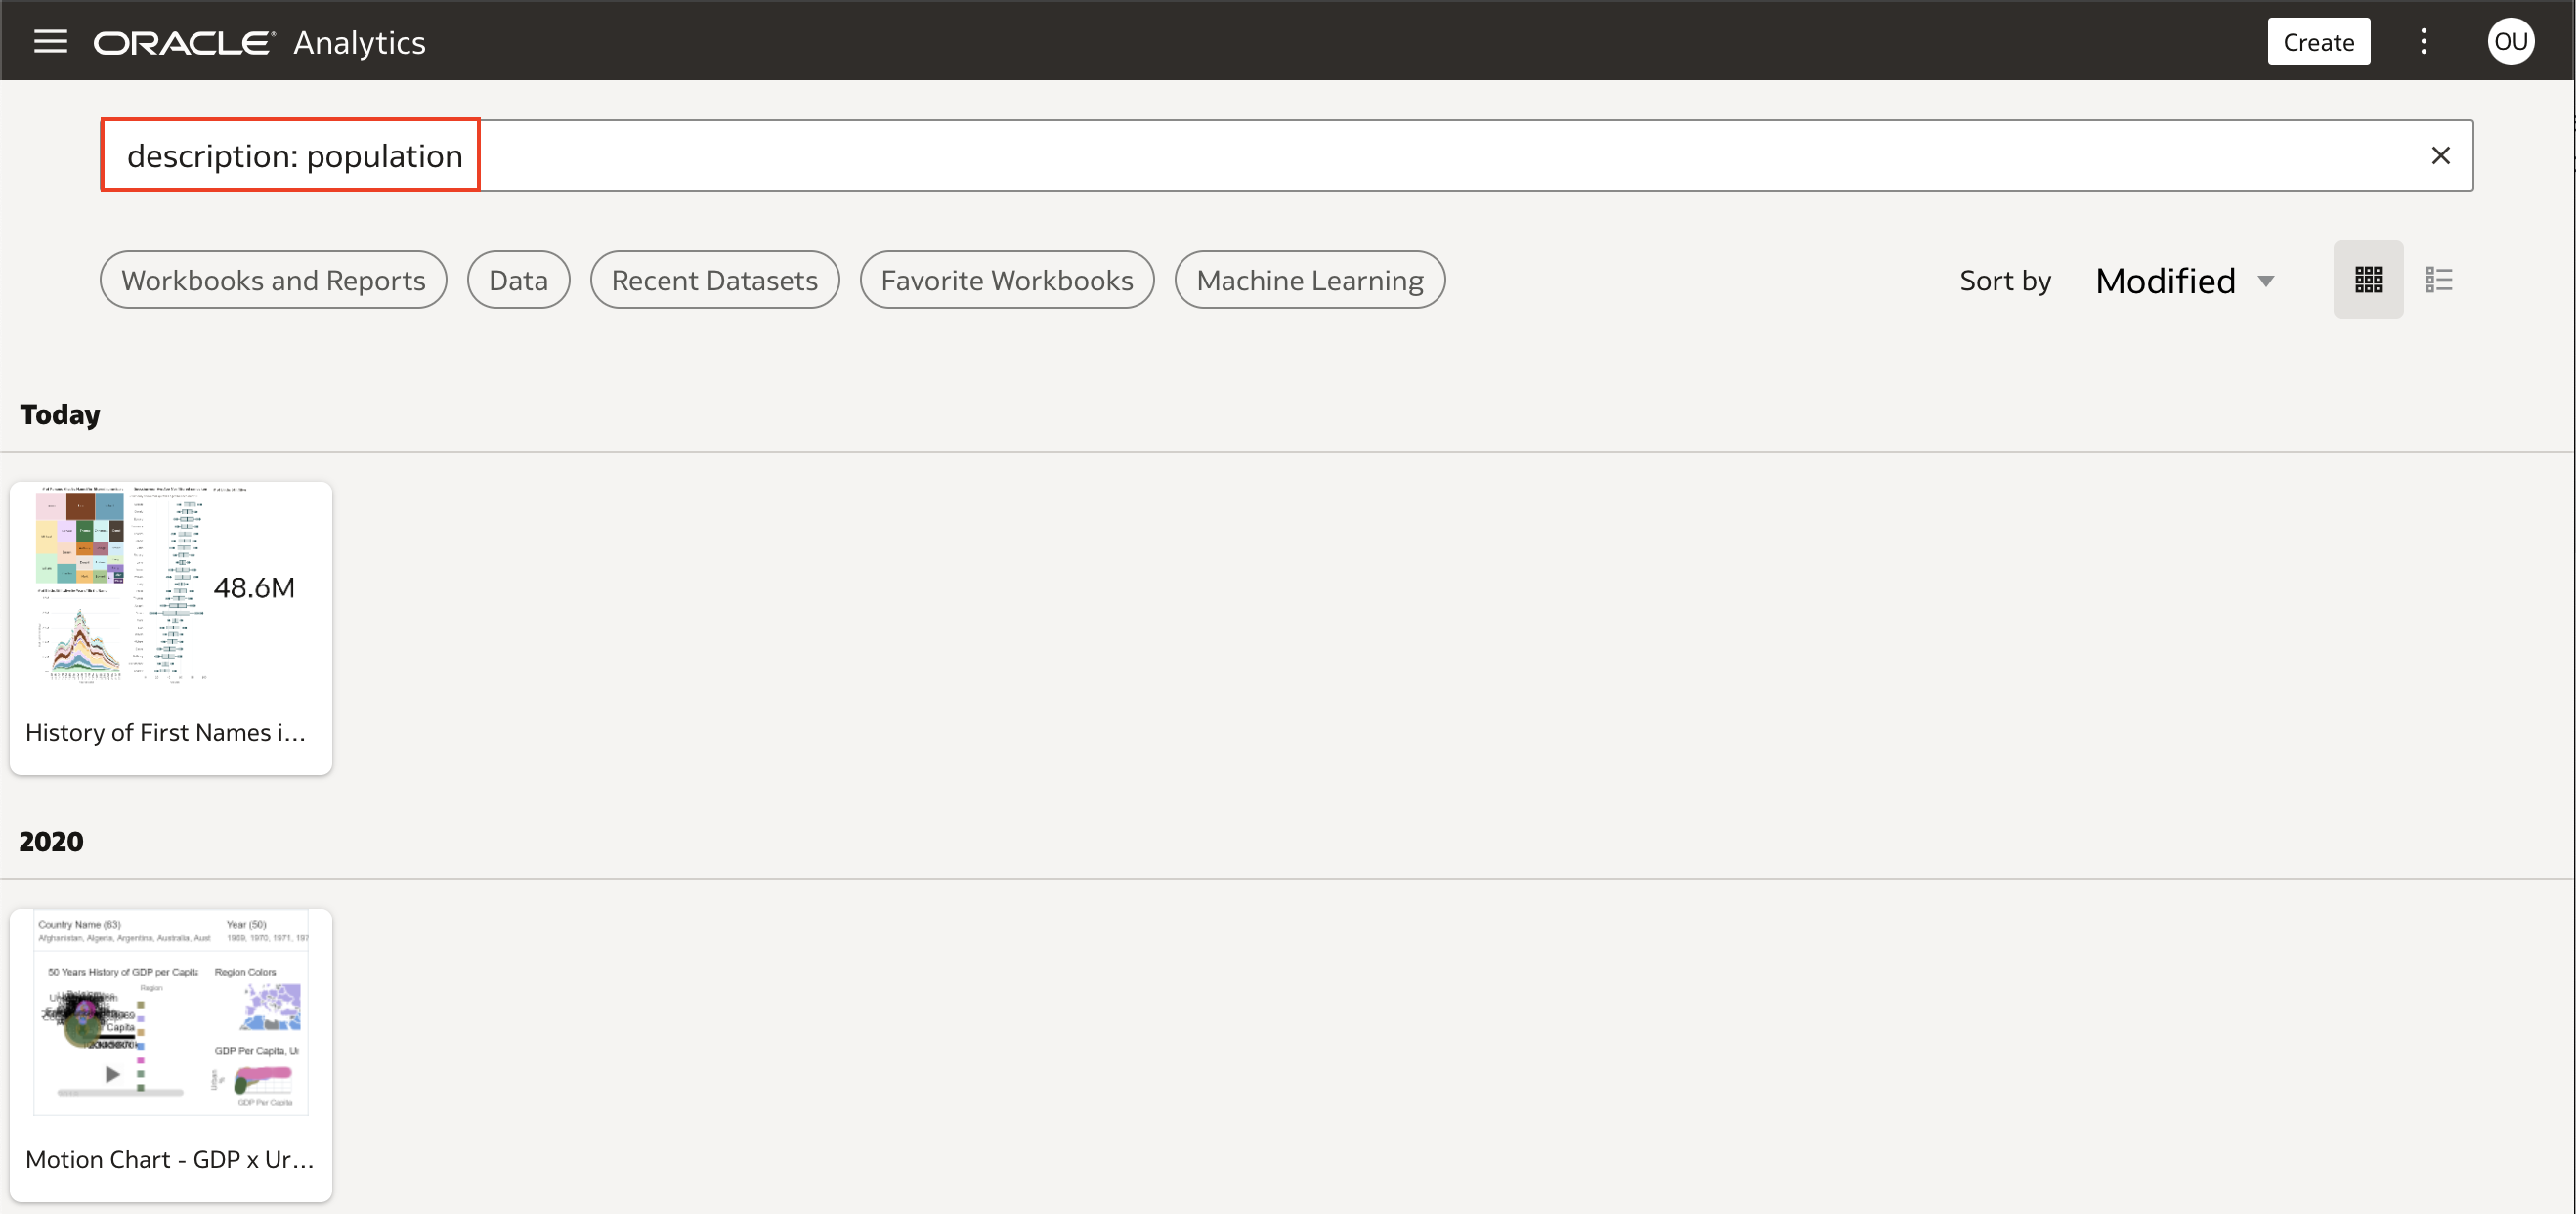 ORACLE Analytics
Create
OU
description: population
Workbooks and Reports
Data
Recent Datasets
Favorite Workbooks
Machine Learning
Sort by
Modified
Today
48.6M
History of First Names i...
2020
Country Name (63)
Year (50)
Afghanistan, Algeria, Argentina, Australia, Aust
1969, 1970, 1971, 197
50 Years History of GDP per Capita
Region Colors
Region
Capita
GDP Per Capita, Ur
Urban
%
GDP Per Capita
Motion Chart - GDP x Ur...